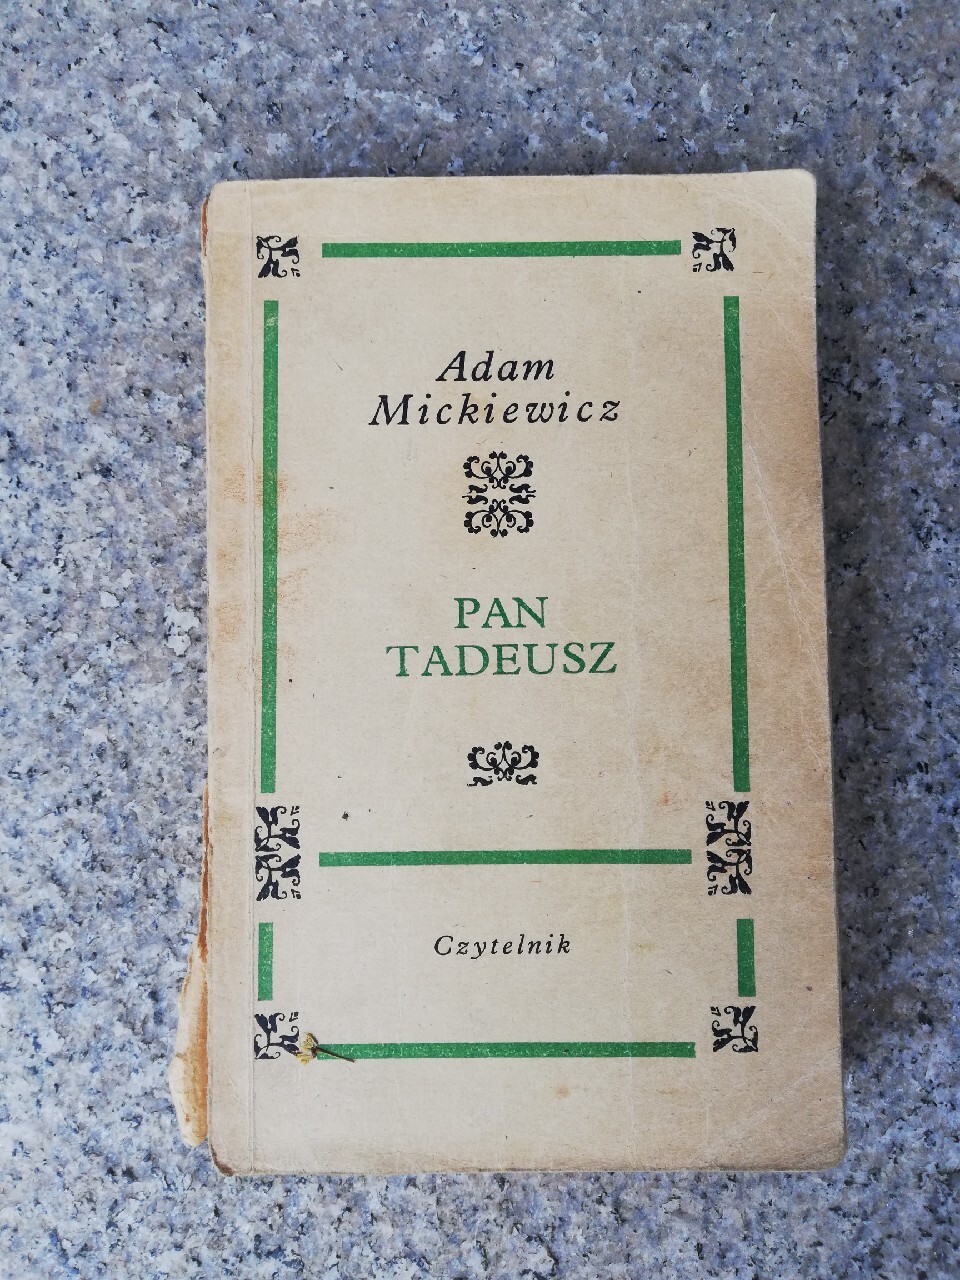 Adam
Mickiewicz
PAN
TADEUSZ
Czytelnik